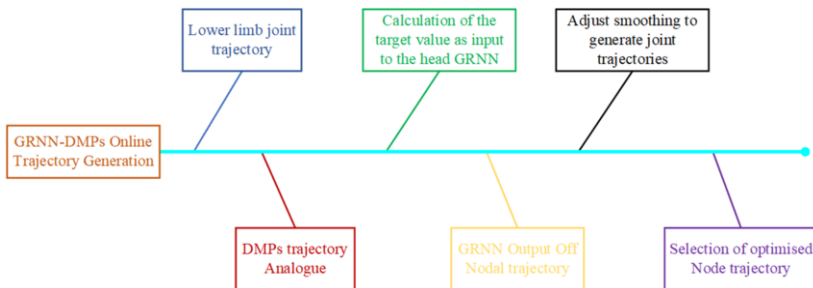 Lower limb joint
trajectory
Calculation of the
target value as input
to the head GRNN
Adjust smoothing to
generate joint
trajectories
GRNN-DMPs Online
Trajectory Generation
DMPs trajectory
Analogue
GRNN Output Off
Nodal trajectory
Selection of optimised
Node trajectory